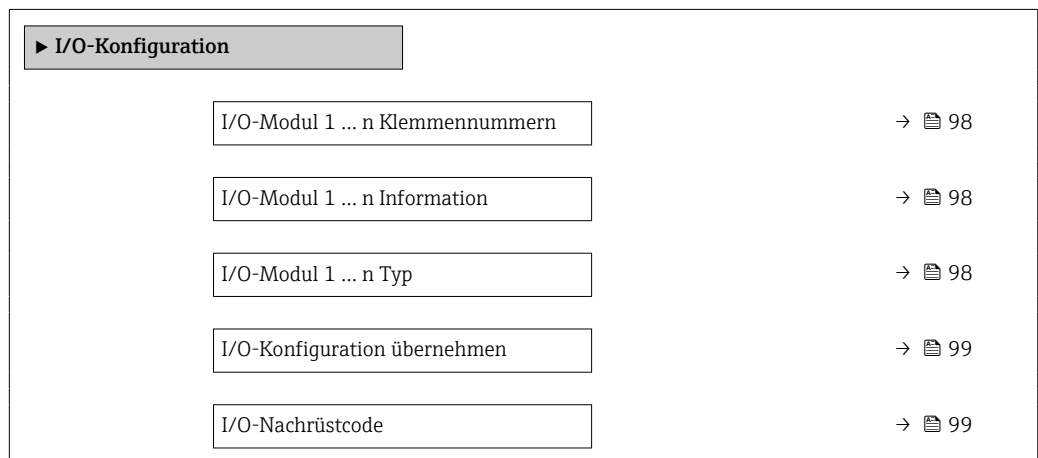 ▶ I/O-Konfiguration
I/O-Modul 1 … n Klemmennummern → 98
I/O-Modul 1 … n Information → 98
I/O-Modul 1 … n Typ → 98
I/O-Konfiguration übernehmen → 99
I/O-Nachrüstcode → 99